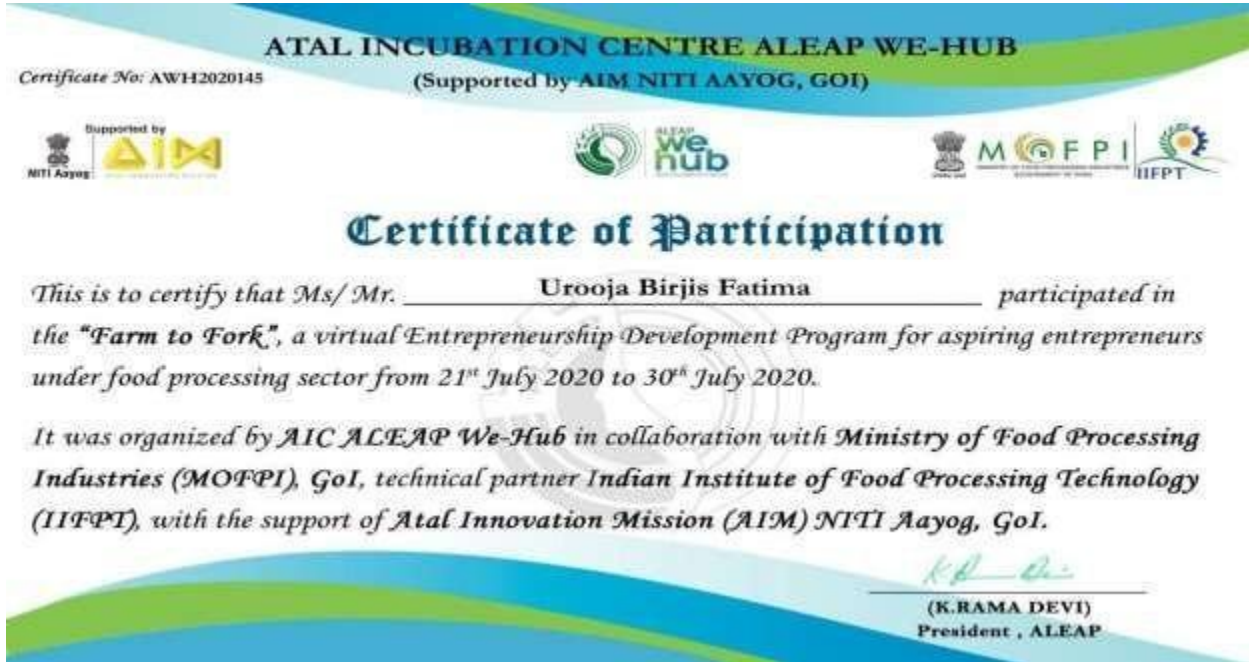 ATAL INCUBATION CENTRE ALEAP WE-HUB
Certificate No: AWH2020145
(Supported by AIM NITI AAYOG, GOI)
Supported by
AIM
NITI Aayog
ALEAP
we
hub
MOFPI
IIFPT
Certificate of Participation
This is to certify that Ms/ Mr. Urooja Birjis Fatima participated in
the "Farm to Fork", a virtual Entrepreneurship Development Program for aspiring entrepreneurs
under food processing sector from 21st July 2020 to 30th July 2020.
It was organized by AIC ALEAP We-Hub in collaboration with Ministry of Food Processing
Industries (MOFPI), GoI, technical partner Indian Institute of Food Processing Technology
(IIFPT), with the support of Atal Innovation Mission (AIM) NITI Aayog, GoI.
(K.RAMA DEVI)
President , ALEAP